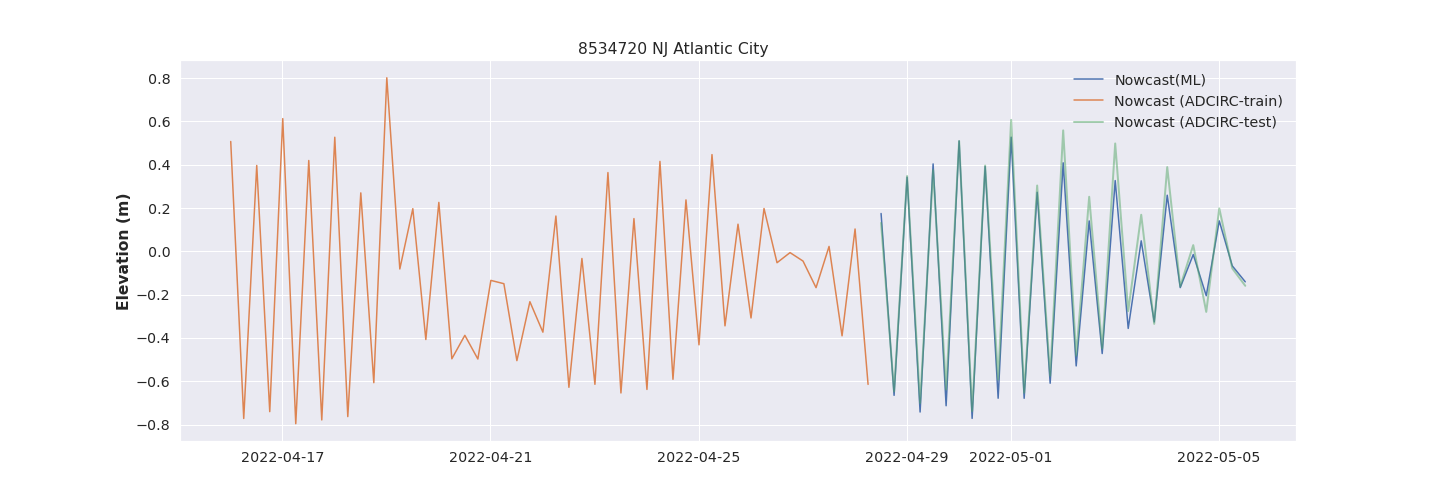 8534720 NJ Atlantic City
Nowcast(ML)
Nowcast (ADCIRC-train)
Nowcast (ADCIRC-test)
Elevation (m)
0.8
0.6
0.4
0.2
0.0
−0.2
−0.4
−0.6
−0.8
2022-04-17 2022-04-21 2022-04-25 2022-04-29 2022-05-01 2022-05-05